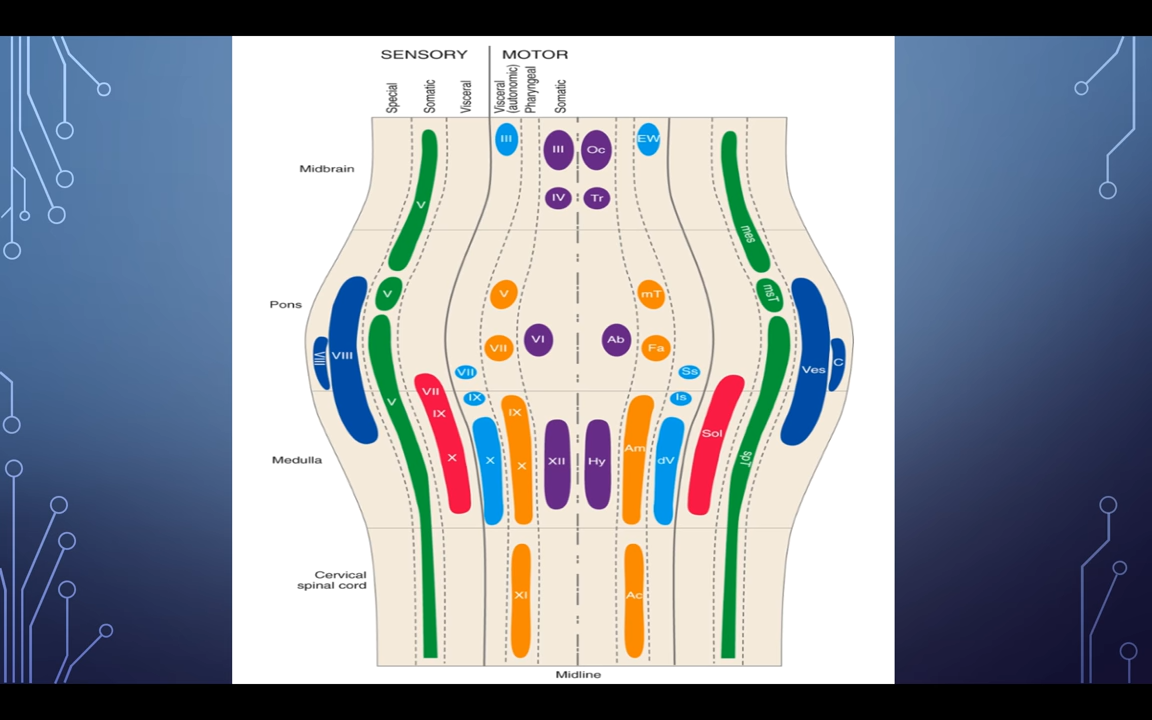 SENSORY MOTOR
Special
Somatic
Visceral
Visceral
(autonomic)
Pharyngeal
Somatic
Midbrain
III III Oc EW
IV Tr
V mes
Pons
V V mT msT
VIII VIII VII VI Ab Fa Ves C
VII Ss
V VII IX Is
IX IX
Medulla
X X X XII Hy Am dV Sol spT
Cervical
spinal cord
XI Ac
Midline